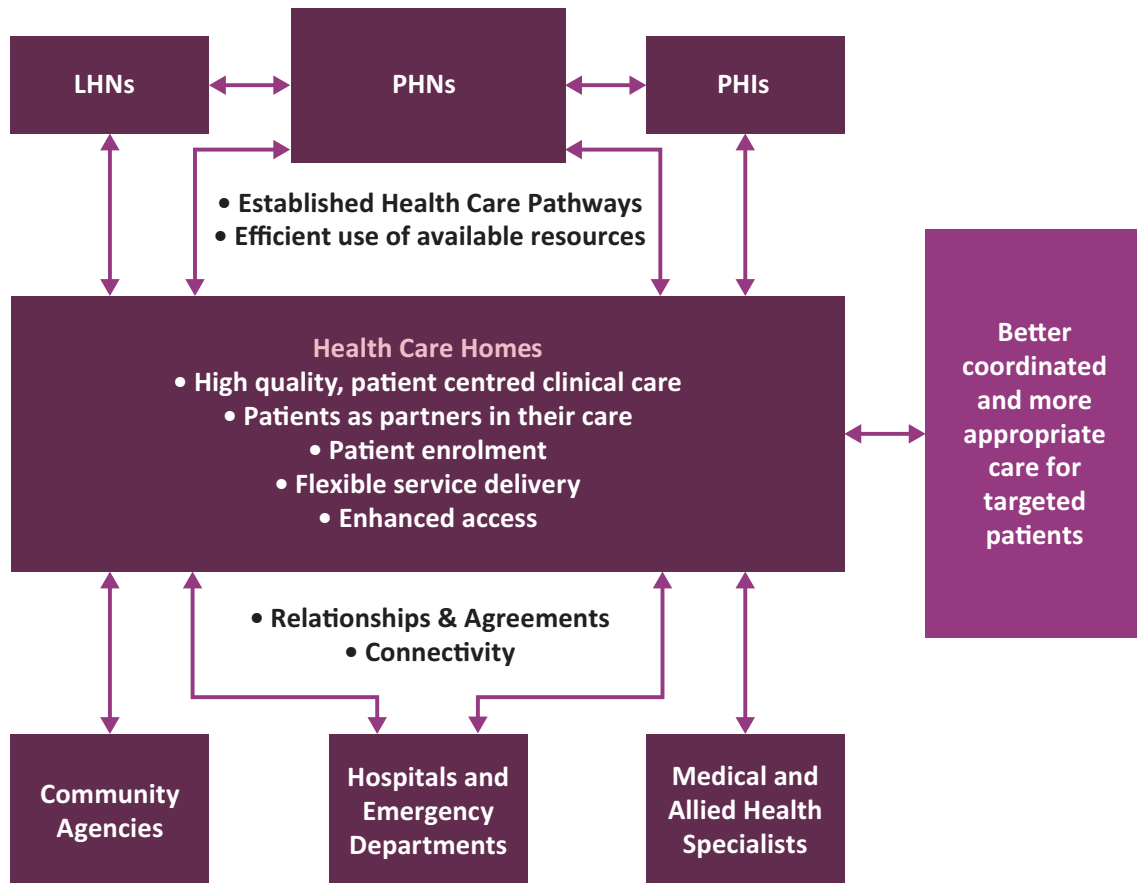 LHNs
PHNs
PHIs
• Established Health Care Pathways
• Efficient use of available resources
Health Care Homes
• High quality, patient centred clinical care
• Patients as partners in their care
• Patient enrolment
• Flexible service delivery
• Enhanced access
Better
coordinated
and more
appropriate
care for
targeted
patients
• Relationships & Agreements
• Connectivity
Community
Agencies
Hospitals and
Emergency
Departments
Medical and
Allied Health
Specialists